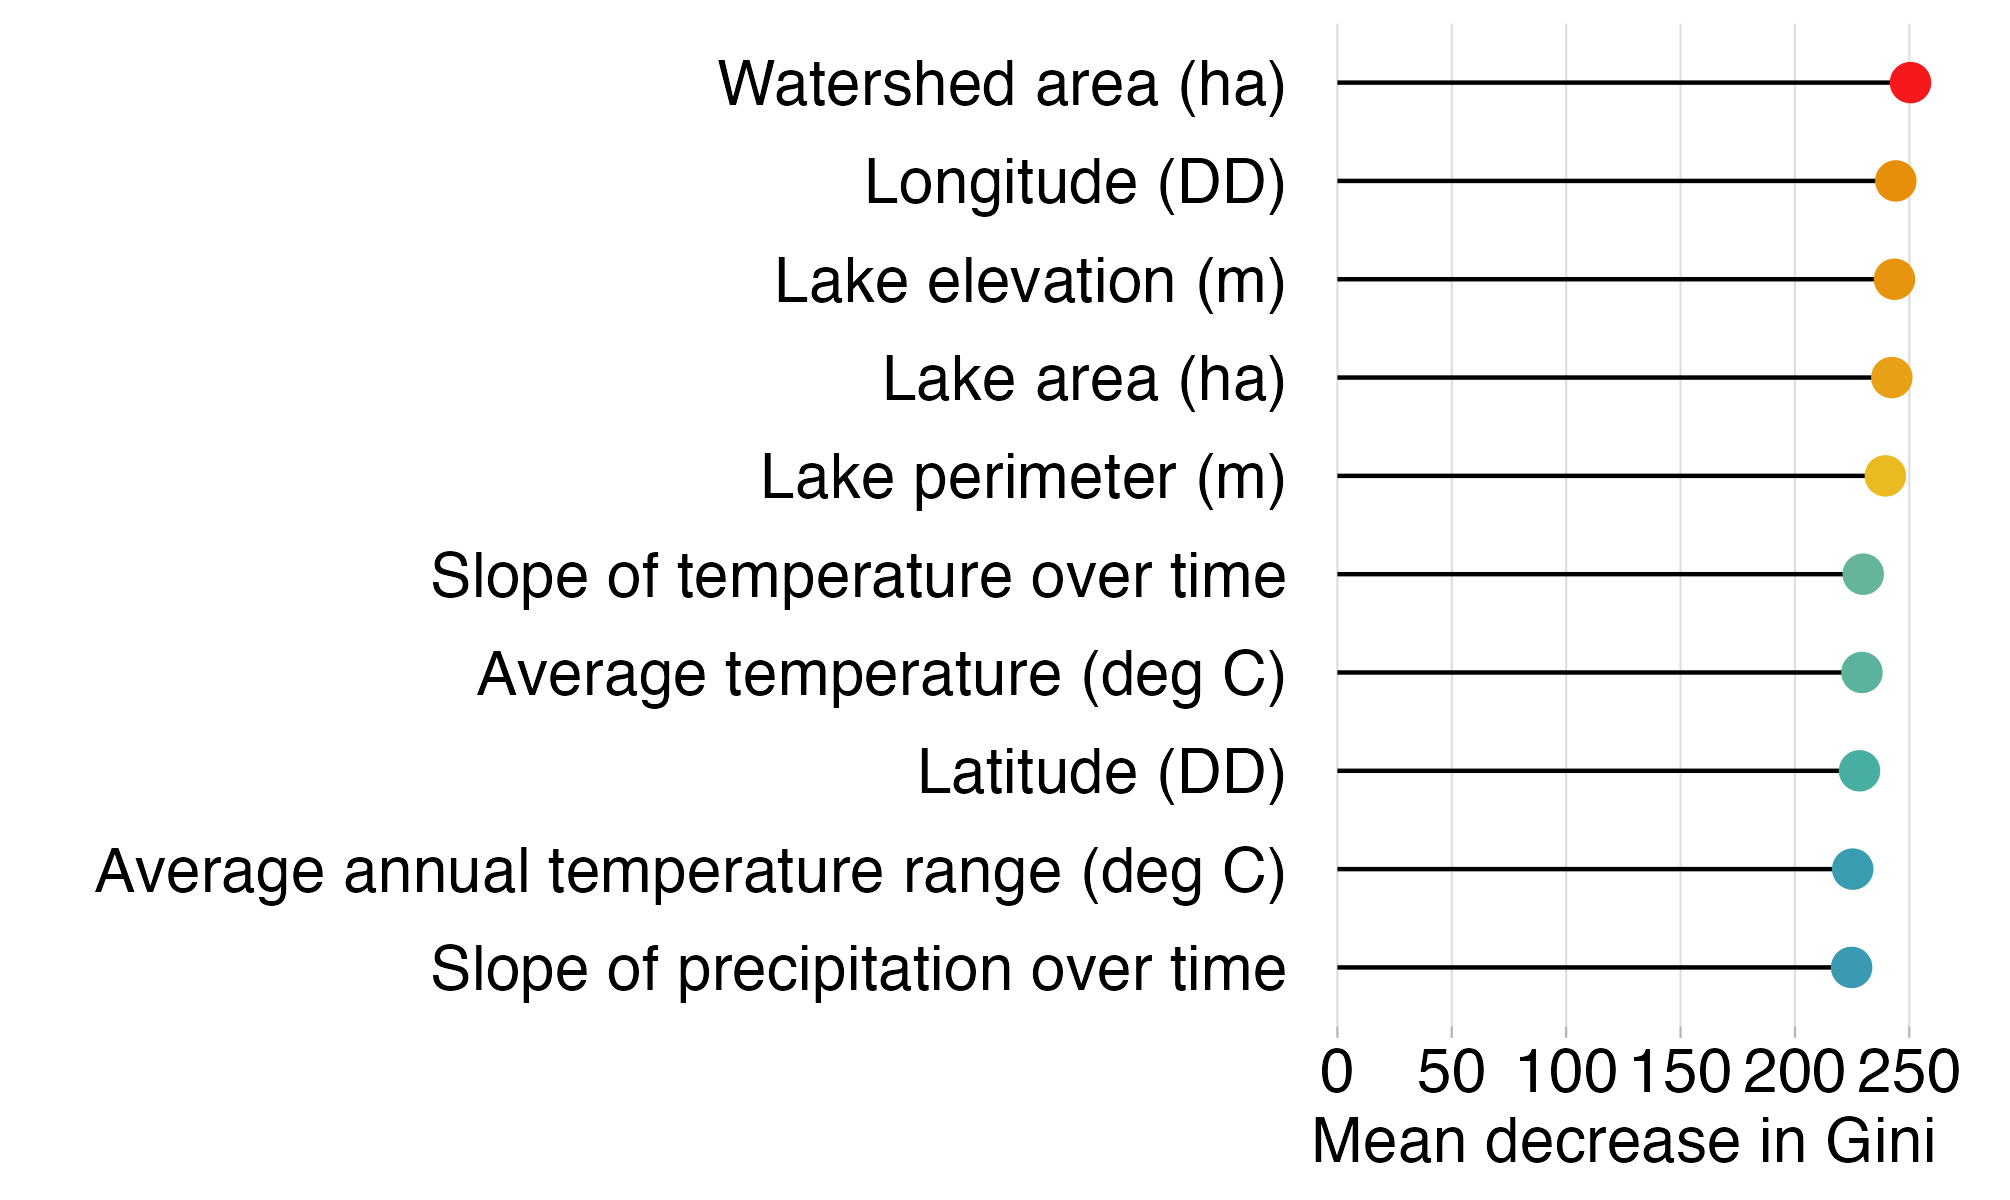 Watershed area (ha)
Longitude (DD)
Lake elevation (m)
Lake area (ha)
Lake perimeter (m)
Slope of temperature over time
Average temperature (deg C)
Latitude (DD)
Average annual temperature range (deg C)
Slope of precipitation over time
0 50 100 150 200 250
Mean decrease in Gini